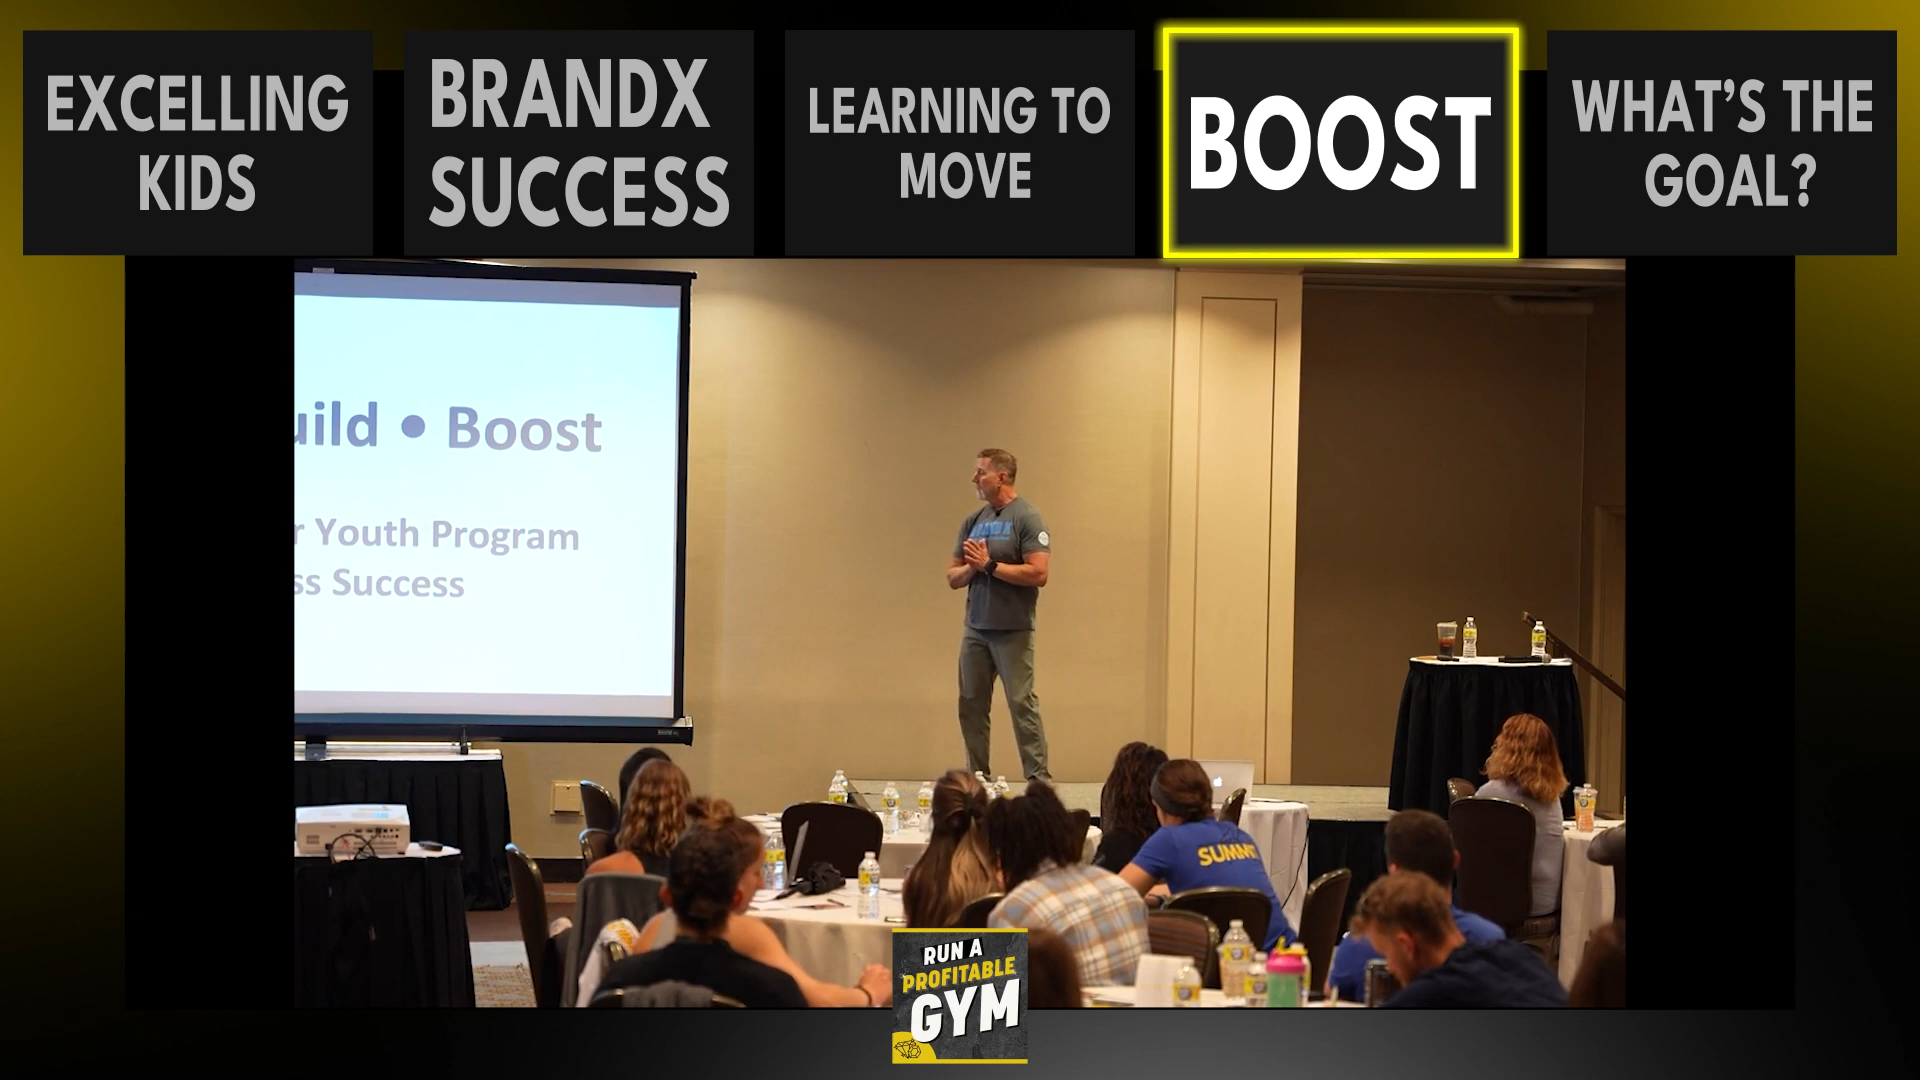 EXCELLING
KIDS
BRANDX
SUCCESS
LEARNING TO
MOVE
BOOST
WHAT'S THE
GOAL?
uild • Boost
r Youth Program
ss Success
SUMMIT
RUN A
PROFITABLE
GYM